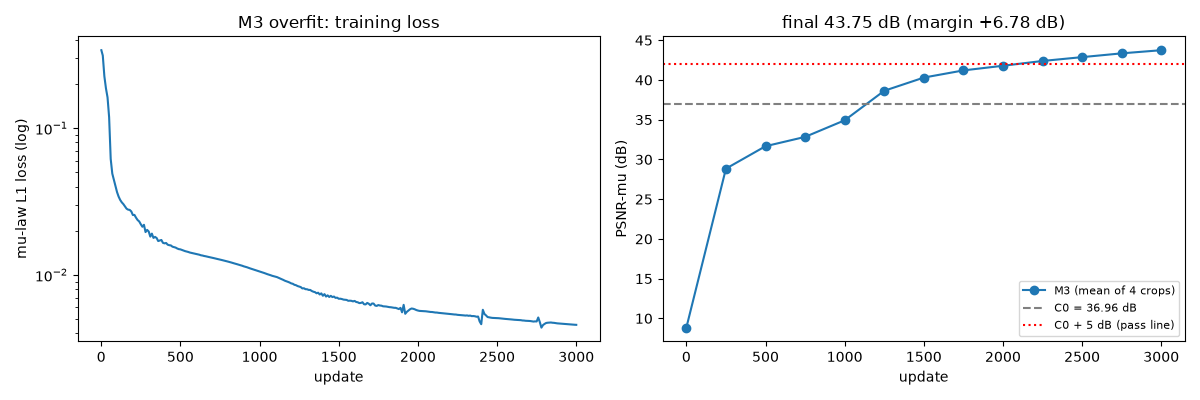 M3 overfit: training loss
mu-law L1 loss (log)
10⁻¹
10⁻²
0 500 1000 1500 2000 2500 3000
update
final 43.75 dB (margin +6.78 dB)
PSNR-mu (dB)
45
40
35
30
25
20
15
10
M3 (mean of 4 crops)
C0 = 36.96 dB
C0 + 5 dB (pass line)
0 500 1000 1500 2000 2500 3000
update